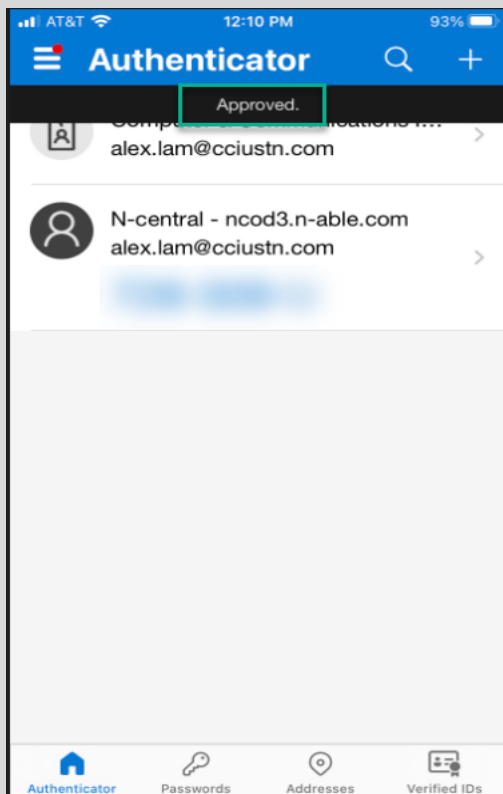 AT&T 12:10 PM 93%
Authenticator
Approved.
alex.lam@cciustn.com
N-central - ncod3.n-able.com
alex.lam@cciustn.com
Authenticator Passwords Addresses Verified IDs